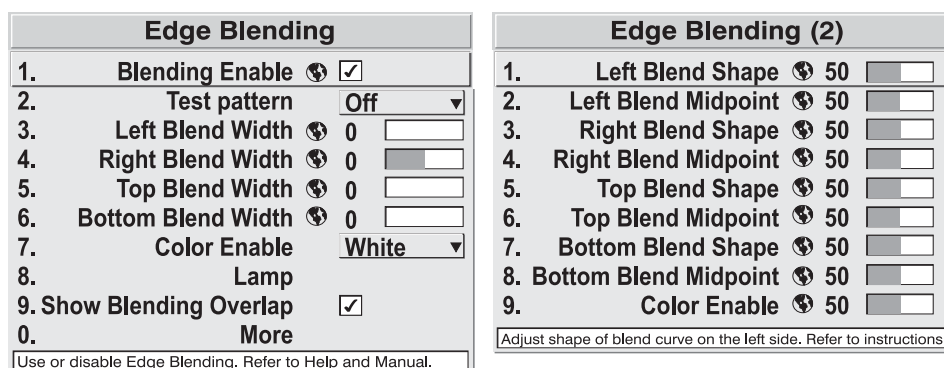 Edge Blending
1. Blending Enable ✓
2. Test pattern Off
3. Left Blend Width 0
4. Right Blend Width 0
5. Top Blend Width 0
6. Bottom Blend Width 0
7. Color Enable White
8. Lamp
9. Show Blending Overlap ✓
0. More
Use or disable Edge Blending. Refer to Help and Manual.
Edge Blending (2)
1. Left Blend Shape 50
2. Left Blend Midpoint 50
3. Right Blend Shape 50
4. Right Blend Midpoint 50
5. Top Blend Shape 50
6. Top Blend Midpoint 50
7. Bottom Blend Shape 50
8. Bottom Blend Midpoint 50
9. Color Enable 50
Adjust shape of blend curve on the left side. Refer to instructions